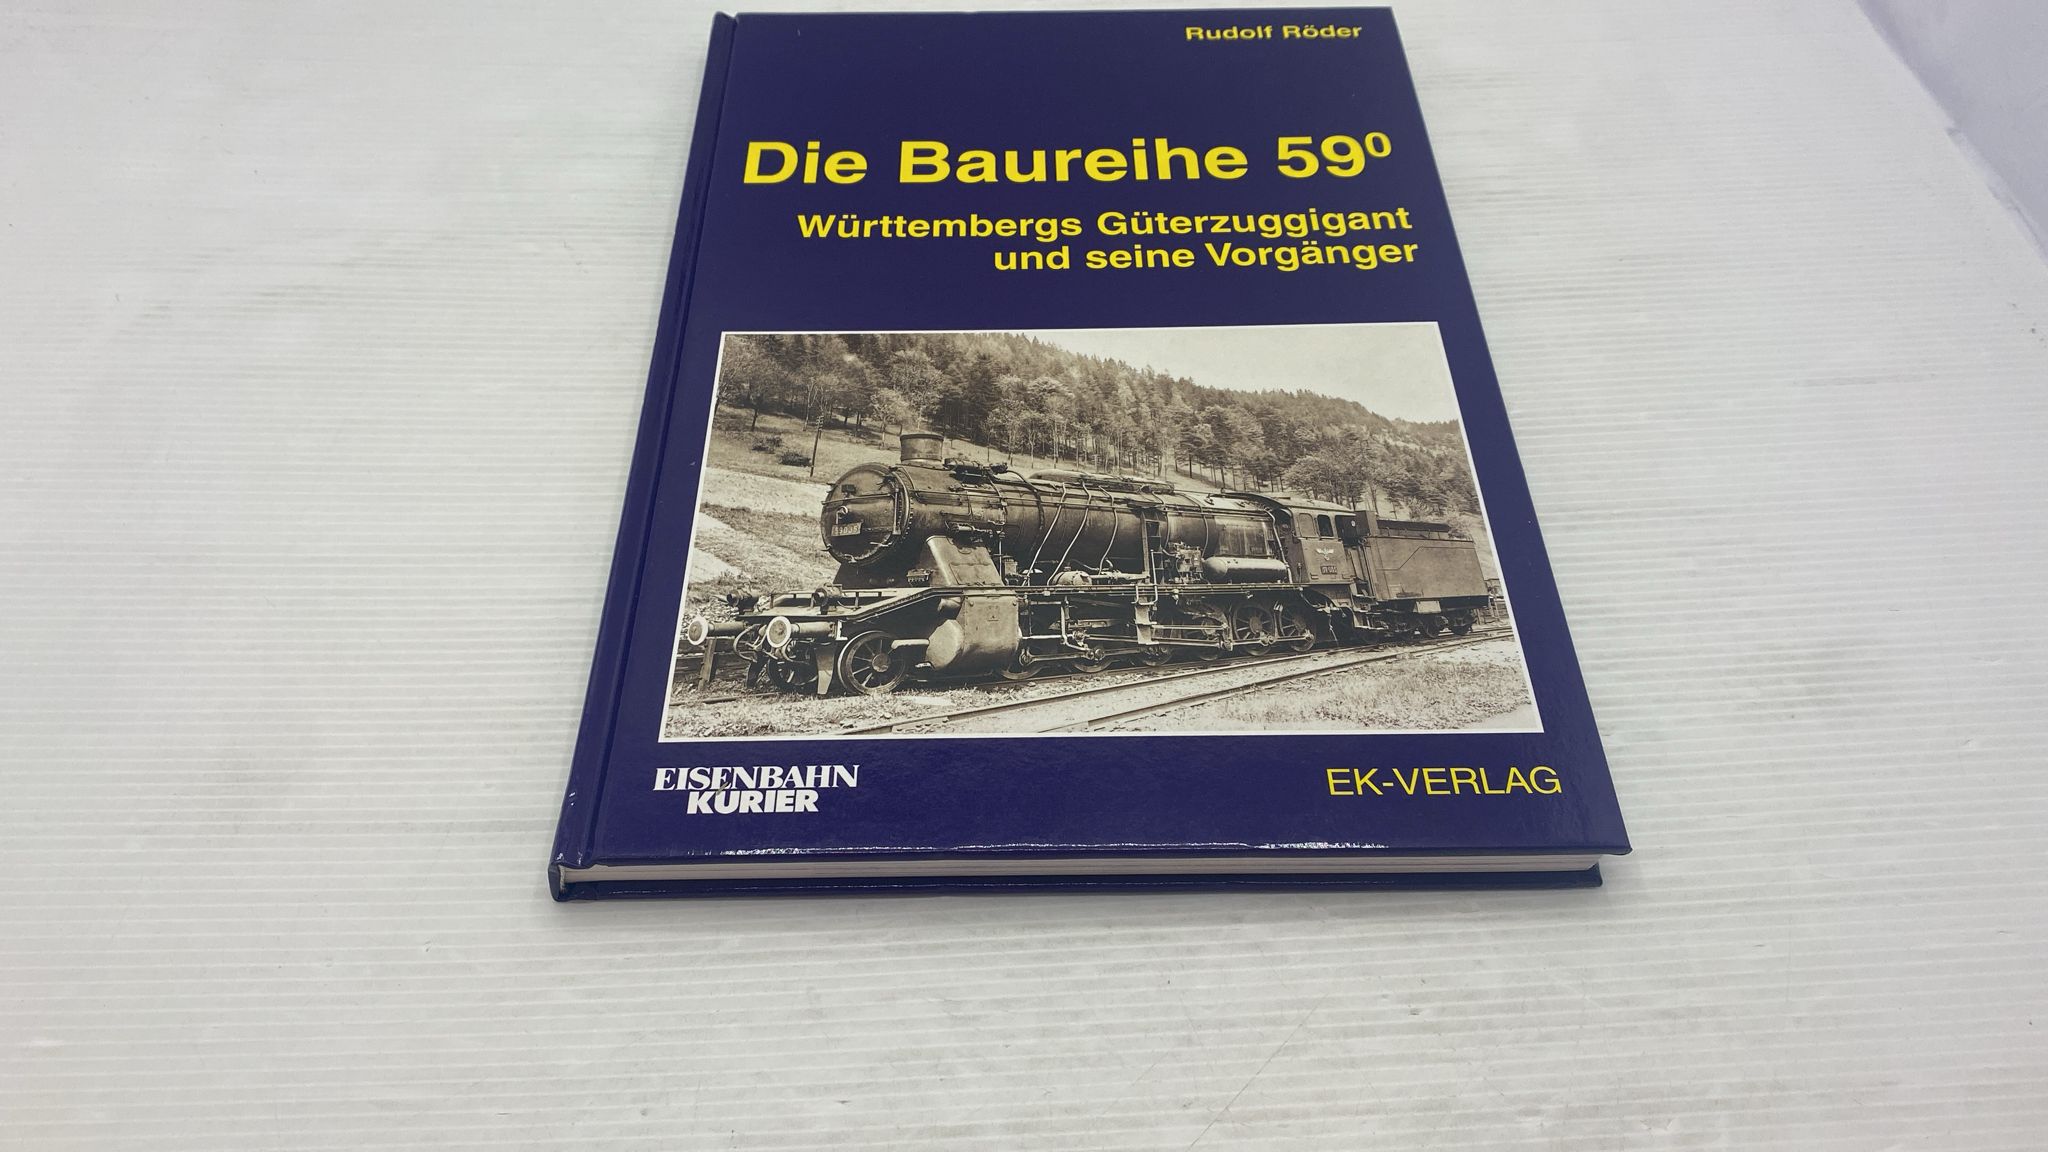 Rudolf Röder
Die Baureihe 59⁰
Württembergs Güterzuggigant
und seine Vorgänger
EISENBAHN
KURIER
EK-VERLAG